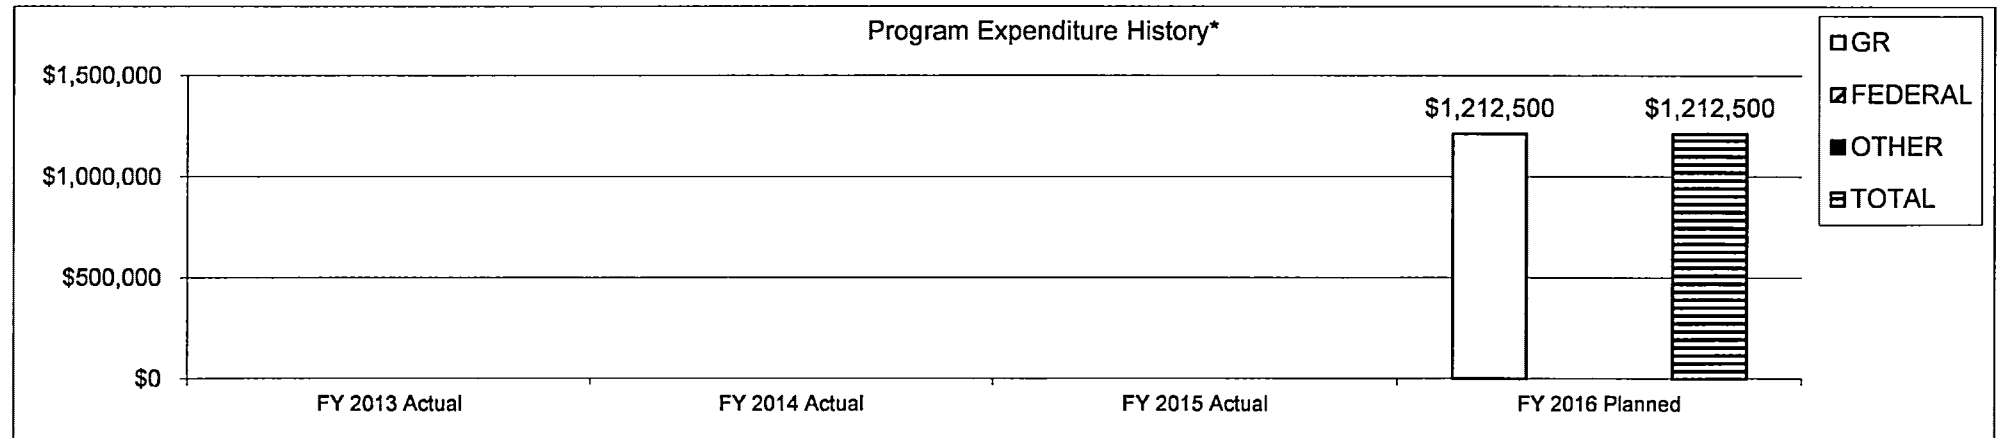 Program Expenditure History*
GR
FEDERAL
OTHER
TOTAL
$1,500,000
$1,000,000
$500,000
$0
$1,212,500 $1,212,500
FY 2013 Actual FY 2014 Actual FY 2015 Actual FY 2016 Planned